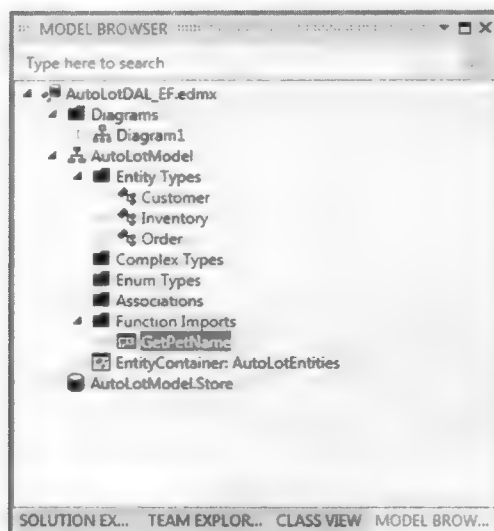 MODEL BROWSER
Type here to search
AutoLotDAL_EF.edmx
Diagrams
Diagram1
AutoLotModel
Entity Types
Customer
Inventory
Order
Complex Types
Enum Types
Associations
Function Imports
GetPetName
EntityContainer: AutoLotEntities
AutoLotModel.Store
SOLUTION EX... TEAM EXPLOR... CLASS VIEW MODEL BROW...